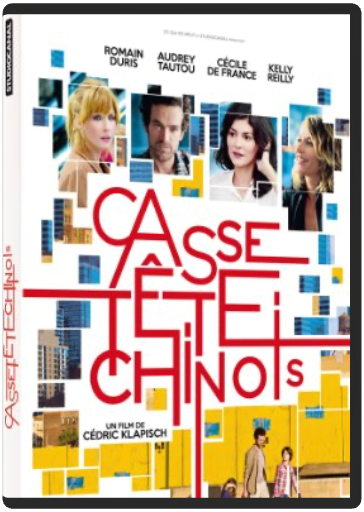 STUDIOCANAL
ROMAIN DURIS
AUDREY TAUTOU
CÉCILE DE FRANCE
KELLY REILLY
CASSE
TÊTE
CHINOIS
UN FILM DE
CÉDRIC KLAPISCH
CASSE TÊTE CHINOIS